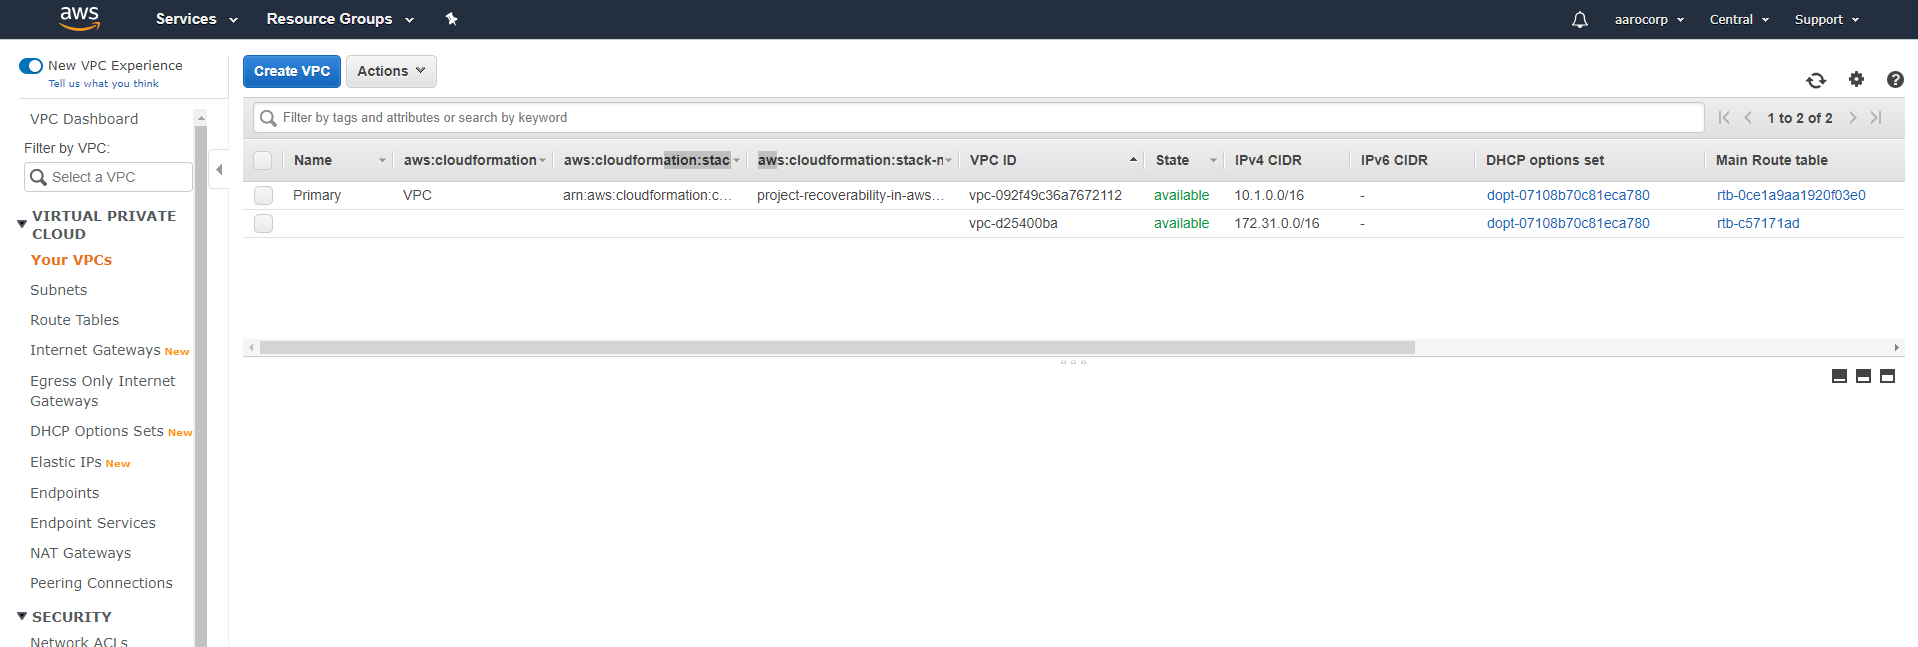 aws Services Resource Groups aarocorp Central Support
New VPC Experience
Tell us what you think
VPC Dashboard
Filter by VPC:
Select a VPC
VIRTUAL PRIVATE
CLOUD
Your VPCs
Subnets
Route Tables
Internet Gateways New
Egress Only Internet
Gateways
DHCP Options Sets New
Elastic IPs New
Endpoints
Endpoint Services
NAT Gateways
Peering Connections
SECURITY
Network ACLs
Create VPC Actions
Filter by tags and attributes or search by keyword 1 to 2 of 2
Name aws:cloudformation aws:cloudformation:stac aws:cloudformation:stack-n VPC ID State IPv4 CIDR IPv6 CIDR DHCP options set Main Route table
Primary VPC arn:aws:cloudformation:c... project-recoverability-in-aws... vpc-092f49c36a7672112 available 10.1.0.0/16 - dopt-07108b70c81eca780 rtb-0ce1a9aa1920f03e0
vpc-d25400ba available 172.31.0.0/16 - dopt-07108b70c81eca780 rtb-c57171ad